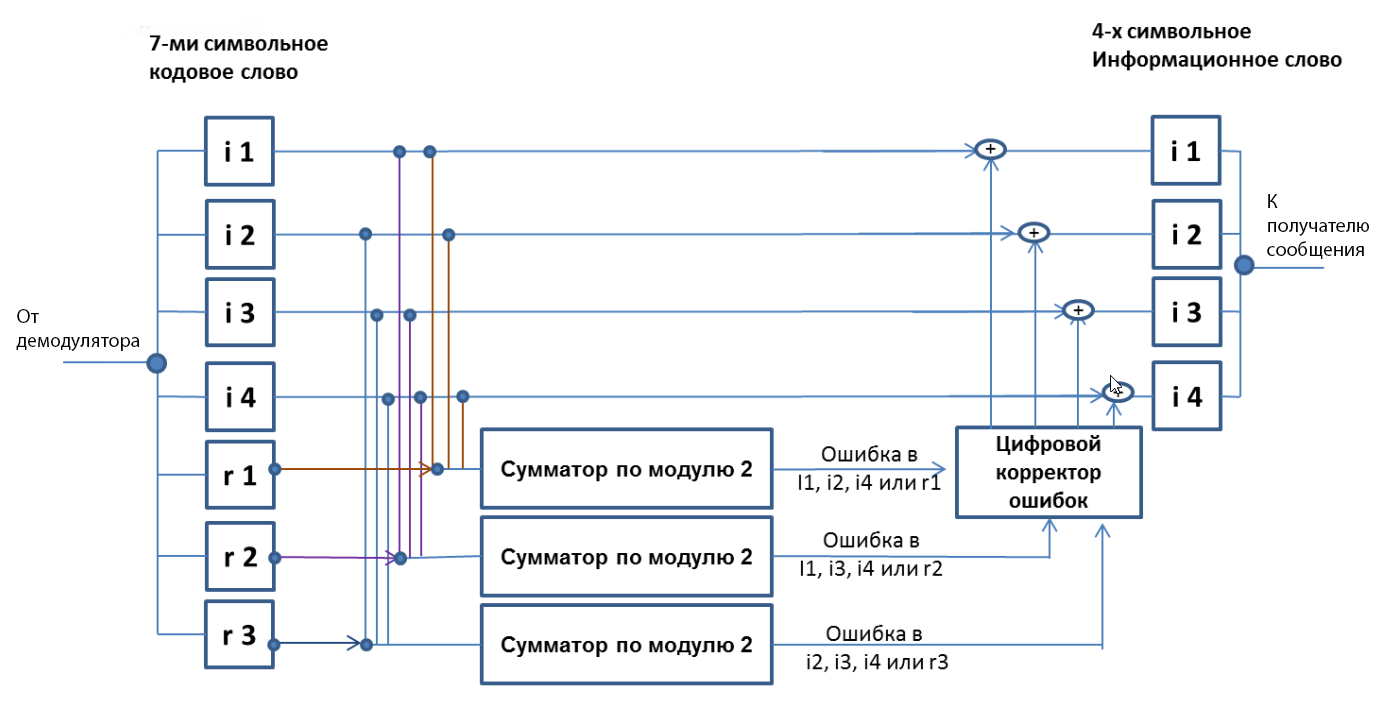 7-ми символьное
кодовое слово
4-х символьное
Информационное слово
i 1
i 2
i 3
i 4
r 1
r 2
r 3
От
демодулятора
Сумматор по модулю 2
Сумматор по модулю 2
Сумматор по модулю 2
Ошибка в
I1, i2, i4 или r1
Ошибка в
I1, i3, i4 или r2
Ошибка в
i2, i3, i4 или r3
Цифровой
корректор
ошибок
+
+
+
i 1
i 2
i 3
i 4
К
получателю
сообщения